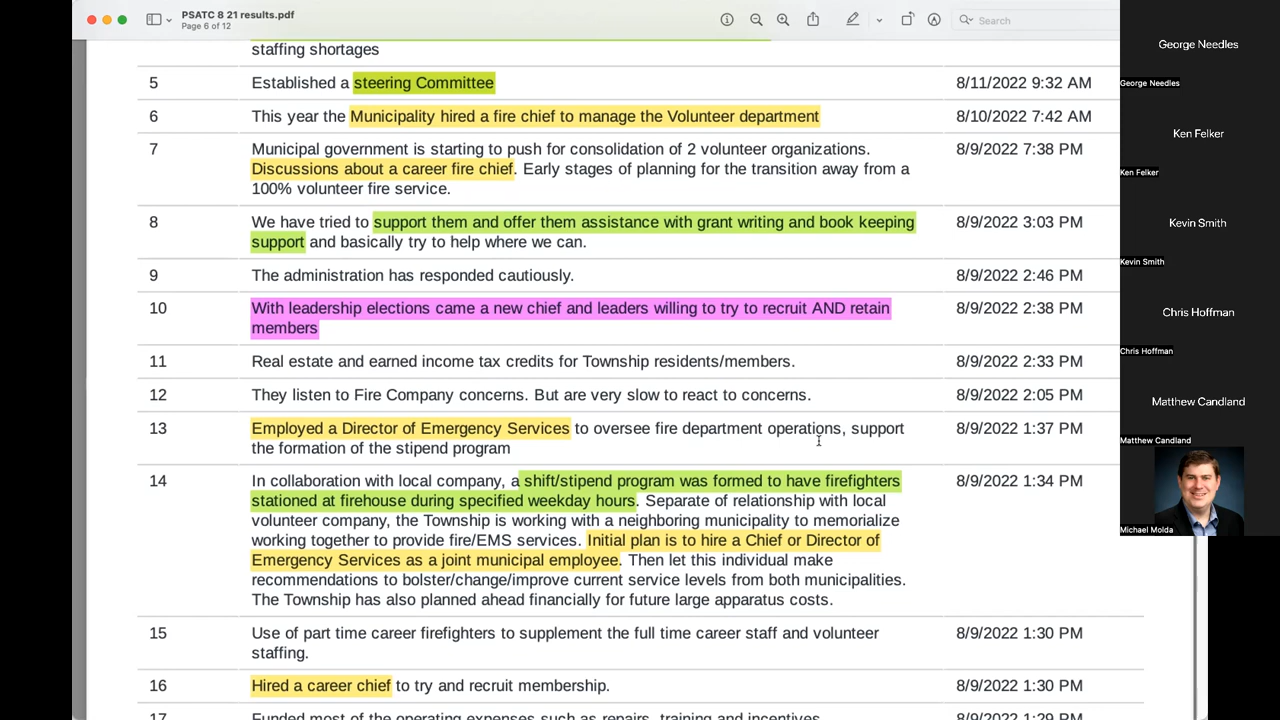 PSATC 8 21 results.pdf
Page 6 of 12
Search
staffing shortages
5 Established a steering Committee 8/11/2022 9:32 AM
6 This year the Municipality hired a fire chief to manage the Volunteer department 8/10/2022 7:42 AM
7 Municipal government is starting to push for consolidation of 2 volunteer organizations. 8/9/2022 7:38 PM
Discussions about a career fire chief. Early stages of planning for the transition away from a
100% volunteer fire service.
8 We have tried to support them and offer them assistance with grant writing and book keeping 8/9/2022 3:03 PM
support and basically try to help where we can.
9 The administration has responded cautiously. 8/9/2022 2:46 PM
10 With leadership elections came a new chief and leaders willing to try to recruit AND retain 8/9/2022 2:38 PM
members
11 Real estate and earned income tax credits for Township residents/members. 8/9/2022 2:33 PM
12 They listen to Fire Company concerns. But are very slow to react to concerns. 8/9/2022 2:05 PM
13 Employed a Director of Emergency Services to oversee fire department operations, support 8/9/2022 1:37 PM
the formation of the stipend program
14 In collaboration with local company, a shift/stipend program was formed to have firefighters 8/9/2022 1:34 PM
stationed at firehouse during specified weekday hours. Separate of relationship with local
volunteer company, the Township is working with a neighboring municipality to memorialize
working together to provide fire/EMS services. Initial plan is to hire a Chief or Director of
Emergency Services as a joint municipal employee. Then let this individual make
recommendations to bolster/change/improve current service levels from both municipalities.
The Township has also planned ahead financially for future large apparatus costs.
15 Use of part time career firefighters to supplement the full time career staff and volunteer 8/9/2022 1:30 PM
staffing.
16 Hired a career chief to try and recruit membership. 8/9/2022 1:30 PM
17 Funded most of the operating expenses such as repairs, training and incentives 8/9/2022 1:29 PM
George Needles
George Needles
Ken Felker
Ken Felker
Kevin Smith
Kevin Smith
Chris Hoffman
Chris Hoffman
Matthew Candland
Matthew Candland
Michael Molda